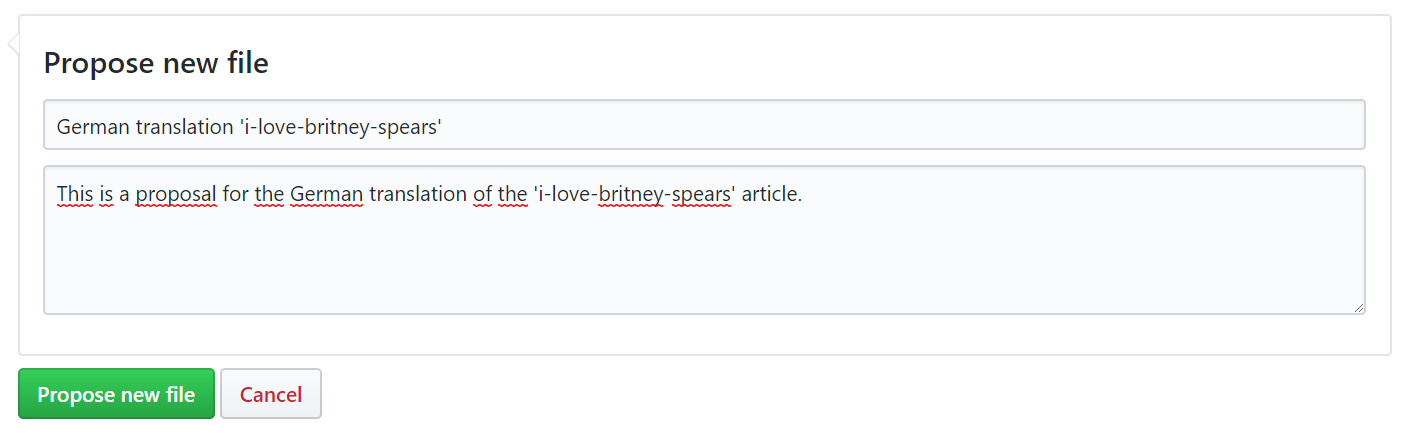 Propose new file
German translation 'i-love-britney-spears'
This is a proposal for the German translation of the 'i-love-britney-spears' article.
Propose new file Cancel